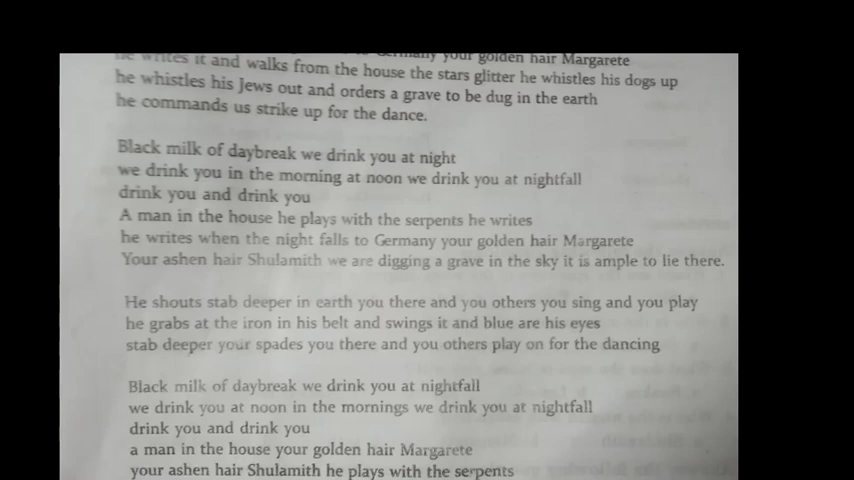 Germany your golden hair Margarete
he writes it and walks from the house the stars glitter he whistles his dogs up
he whistles his Jews out and orders a grave to be dug in the earth
he commands us strike up for the dance.
Black milk of daybreak we drink you at night
we drink you in the morning at noon we drink you at nightfall
drink you and drink you
A man in the house he plays with the serpents he writes
he writes when the night falls to Germany your golden hair Margarete
Your ashen hair Shulamith we are digging a grave in the sky it is ample to lie there.
He shouts stab deeper in earth you there and you others you sing and you play
he grabs at the iron in his belt and swings it and blue are his eyes
stab deeper your spades you there and you others play on for the dancing
Black milk of daybreak we drink you at nightfall
we drink you at noon in the mornings we drink you at nightfall
drink you and drink you
a man in the house your golden hair Margarete
your ashen hair Shulamith he plays with the serpents